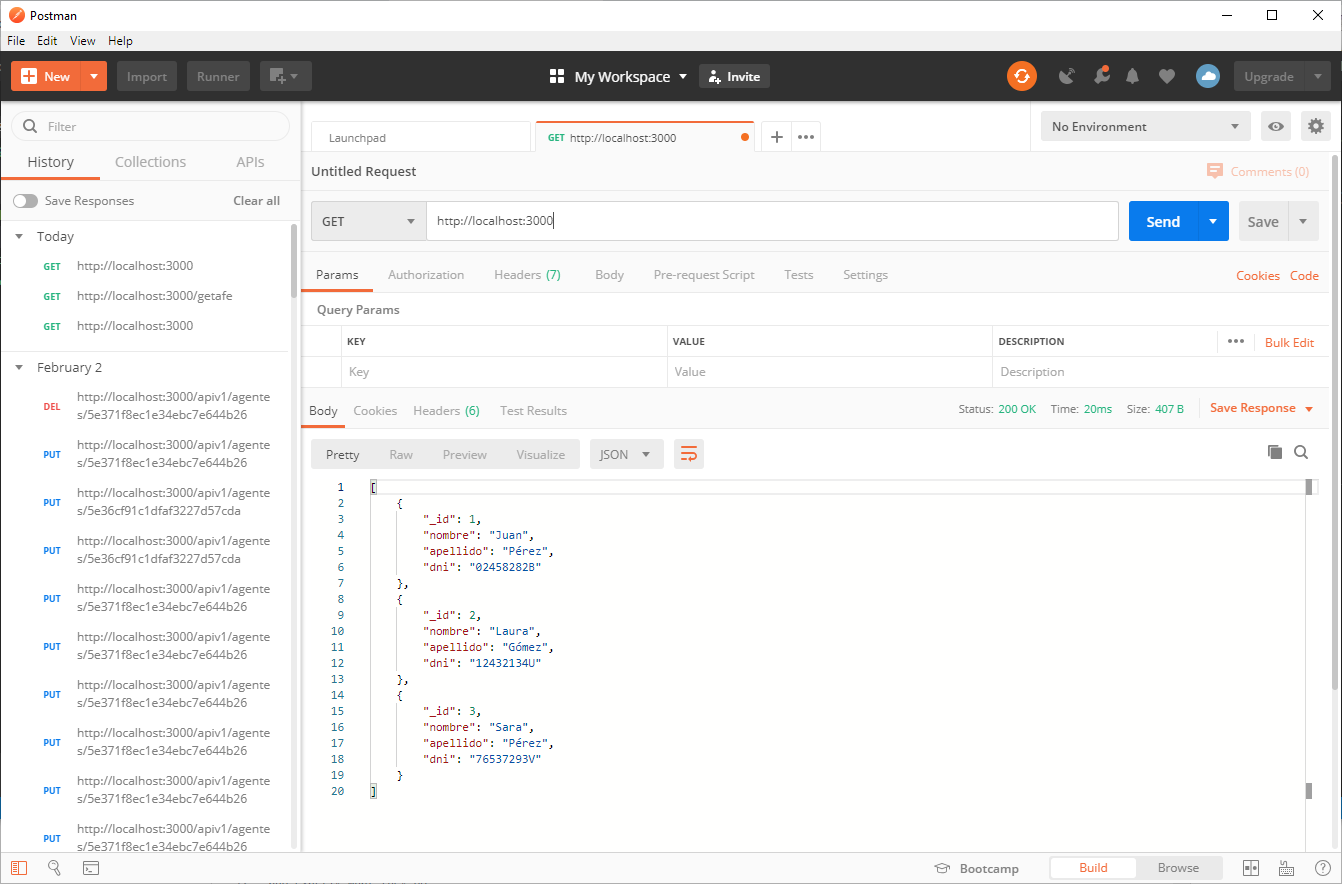 Postman
File Edit View Help
New Import Runner My Workspace Invite Upgrade
Filter
History Collections APIs
Save Responses Clear all
Today
GET http://localhost:3000
GET http://localhost:3000/getafe
GET http://localhost:3000
February 2
DEL http://localhost:3000/apiv1/agente
s/5e371f8ec1e34ebc7e644b26
PUT http://localhost:3000/apiv1/agente
s/5e371f8ec1e34ebc7e644b26
PUT http://localhost:3000/apiv1/agente
s/5e36cf91c1dfaf3227d57cda
PUT http://localhost:3000/apiv1/agente
s/5e36cf91c1dfaf3227d57cda
PUT http://localhost:3000/apiv1/agente
s/5e371f8ec1e34ebc7e644b26
PUT http://localhost:3000/apiv1/agente
s/5e371f8ec1e34ebc7e644b26
PUT http://localhost:3000/apiv1/agente
s/5e371f8ec1e34ebc7e644b26
PUT http://localhost:3000/apiv1/agente
s/5e371f8ec1e34ebc7e644b26
PUT http://localhost:3000/apiv1/agente
s/5e371f8ec1e34ebc7e644b26
PUT http://localhost:3000/apiv1/agente
s/5e371f8ec1e34ebc7e644b26
Launchpad GET http://localhost:3000 No Environment
Untitled Request Comments (0)
GET http://localhost:3000 Send Save
Params Authorization Headers (7) Body Pre-request Script Tests Settings Cookies Code
Query Params
KEY VALUE DESCRIPTION Bulk Edit
Key Value Description
Body Cookies Headers (6) Test Results Status: 200 OK Time: 20ms Size: 407 B Save Response
Pretty Raw Preview Visualize JSON
1 [
2 {
3 "_id": 1,
4 "nombre": "Juan",
5 "apellido": "Pérez",
6 "dni": "02458282B"
7 },
8 {
9 "_id": 2,
10 "nombre": "Laura",
11 "apellido": "Gómez",
12 "dni": "12432134U"
13 },
14 {
15 "_id": 3,
16 "nombre": "Sara",
17 "apellido": "Pérez",
18 "dni": "76537293V"
19 }
20 ]
Bootcamp Build Browse